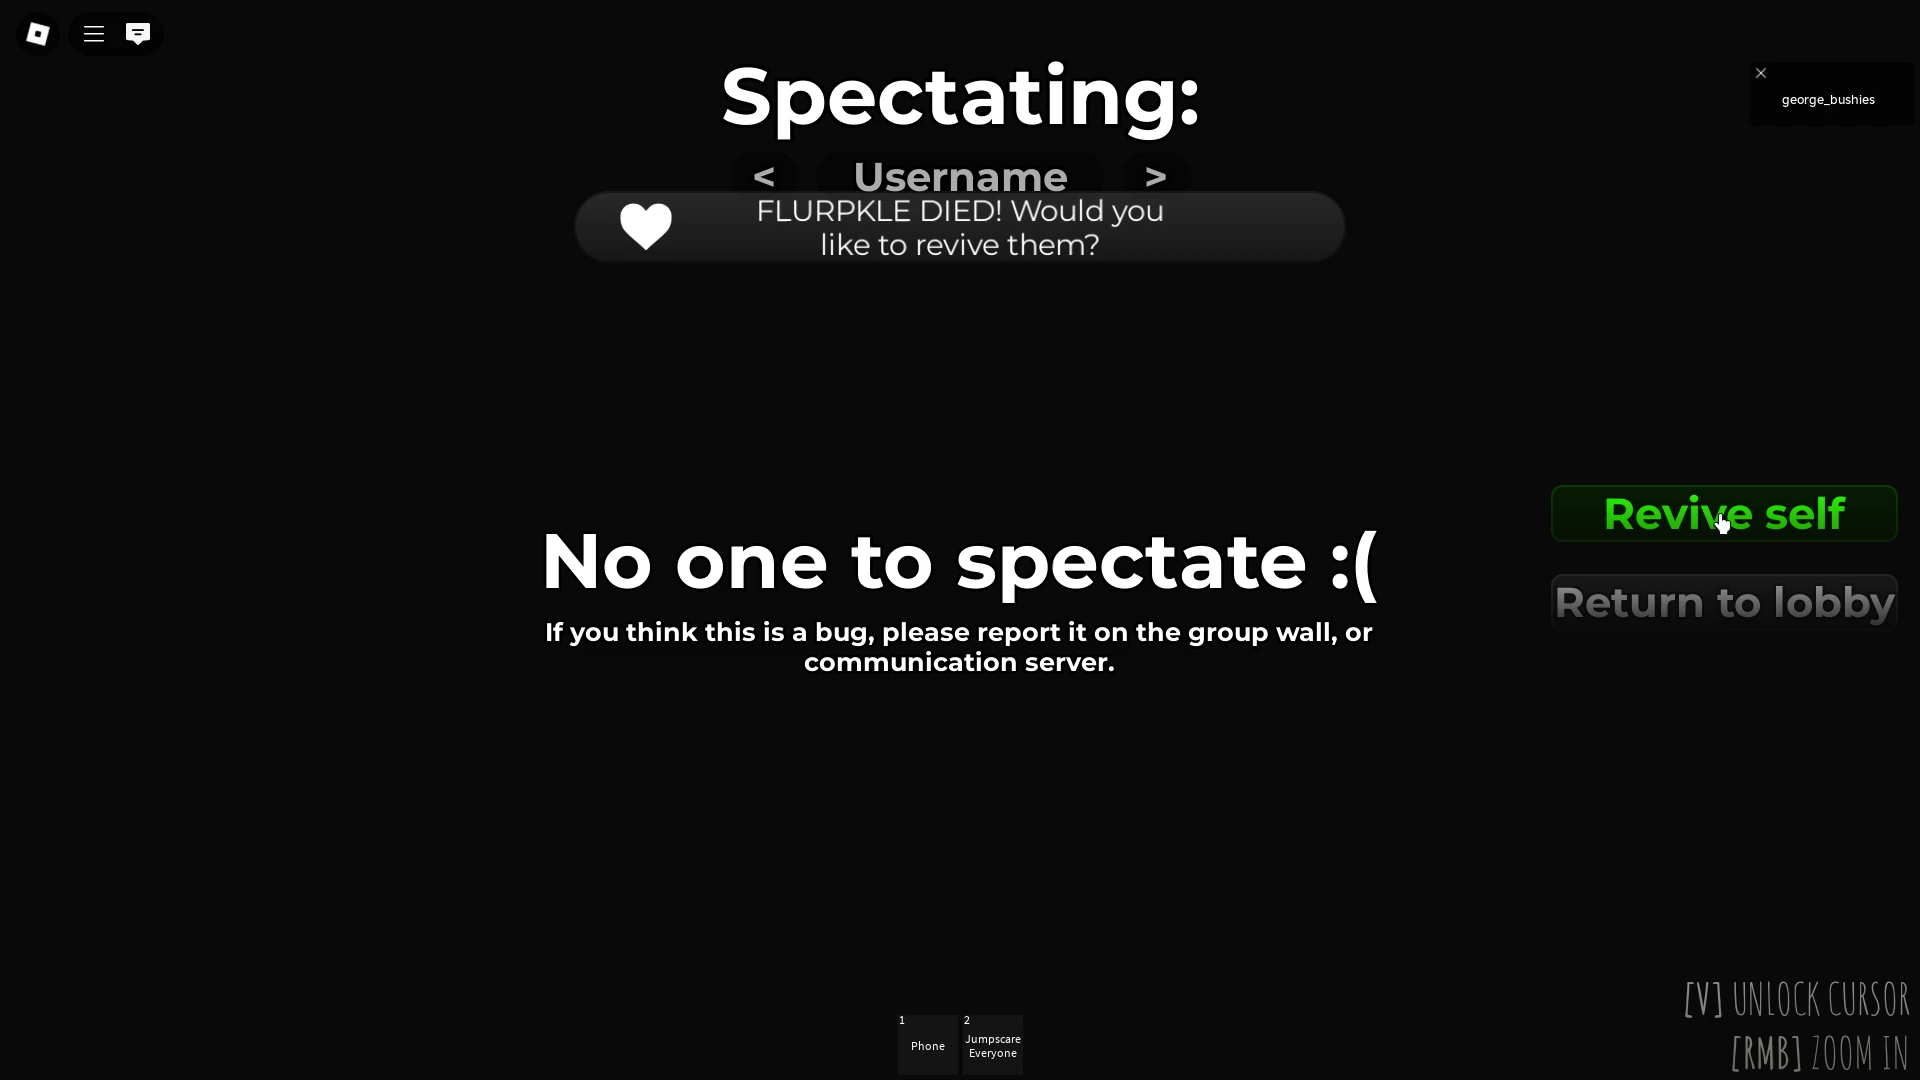 Spectating:
george_bushies
< Username >
FLURPKLE DIED! Would you
like to revive them?
Revive self
No one to spectate :(
Return to lobby
If you think this is a bug, please report it on the group wall, or
communication server.
[V] UNLOCK CURSOR
[RMB] ZOOM IN
1
Phone
2
Jumpscare
Everyone